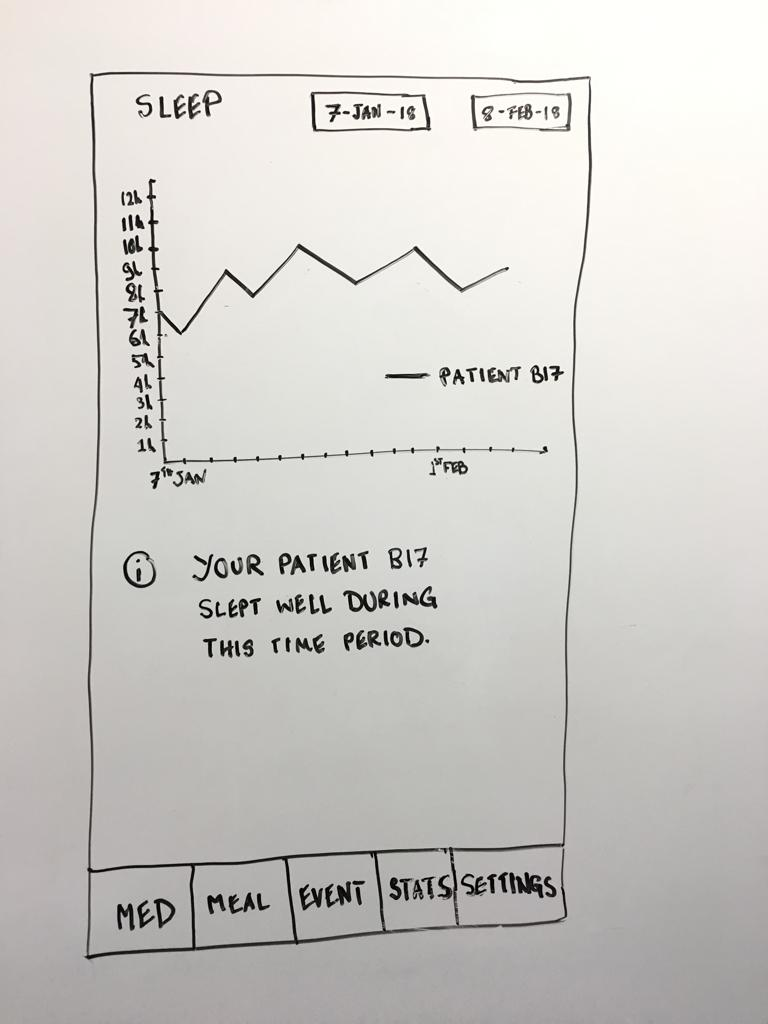 SLEEP
7-JAN-18
8-FEB-18
12h
11h
10h
9h
8h
7h
6h
5h
4h
3h
2h
1h
PATIENT B17
7TH JAN
1ST FEB
i YOUR PATIENT B17
SLEPT WELL DURING
THIS TIME PERIOD.
MED MEAL EVENT STATS SETTINGS